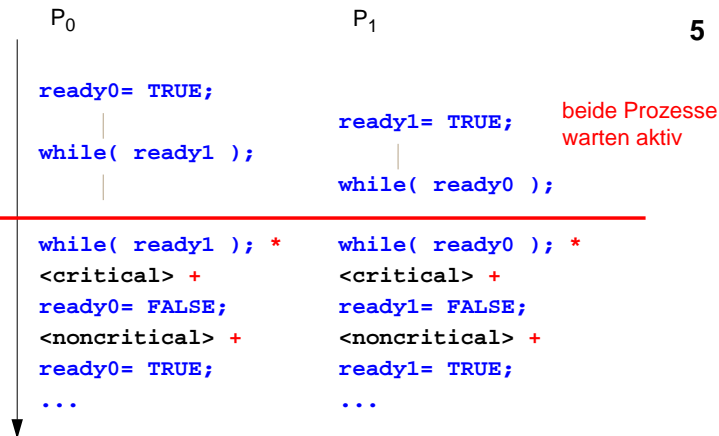 P0 P1
5
ready0= TRUE;
ready1= TRUE;
beide Prozesse
warten aktiv
while( ready1 );
while( ready0 );
while( ready1 ); * while( ready0 ); *
<critical> + <critical> +
ready0= FALSE; ready1= FALSE;
<noncritical> + <noncritical> +
ready0= TRUE; ready1= TRUE;
... ...